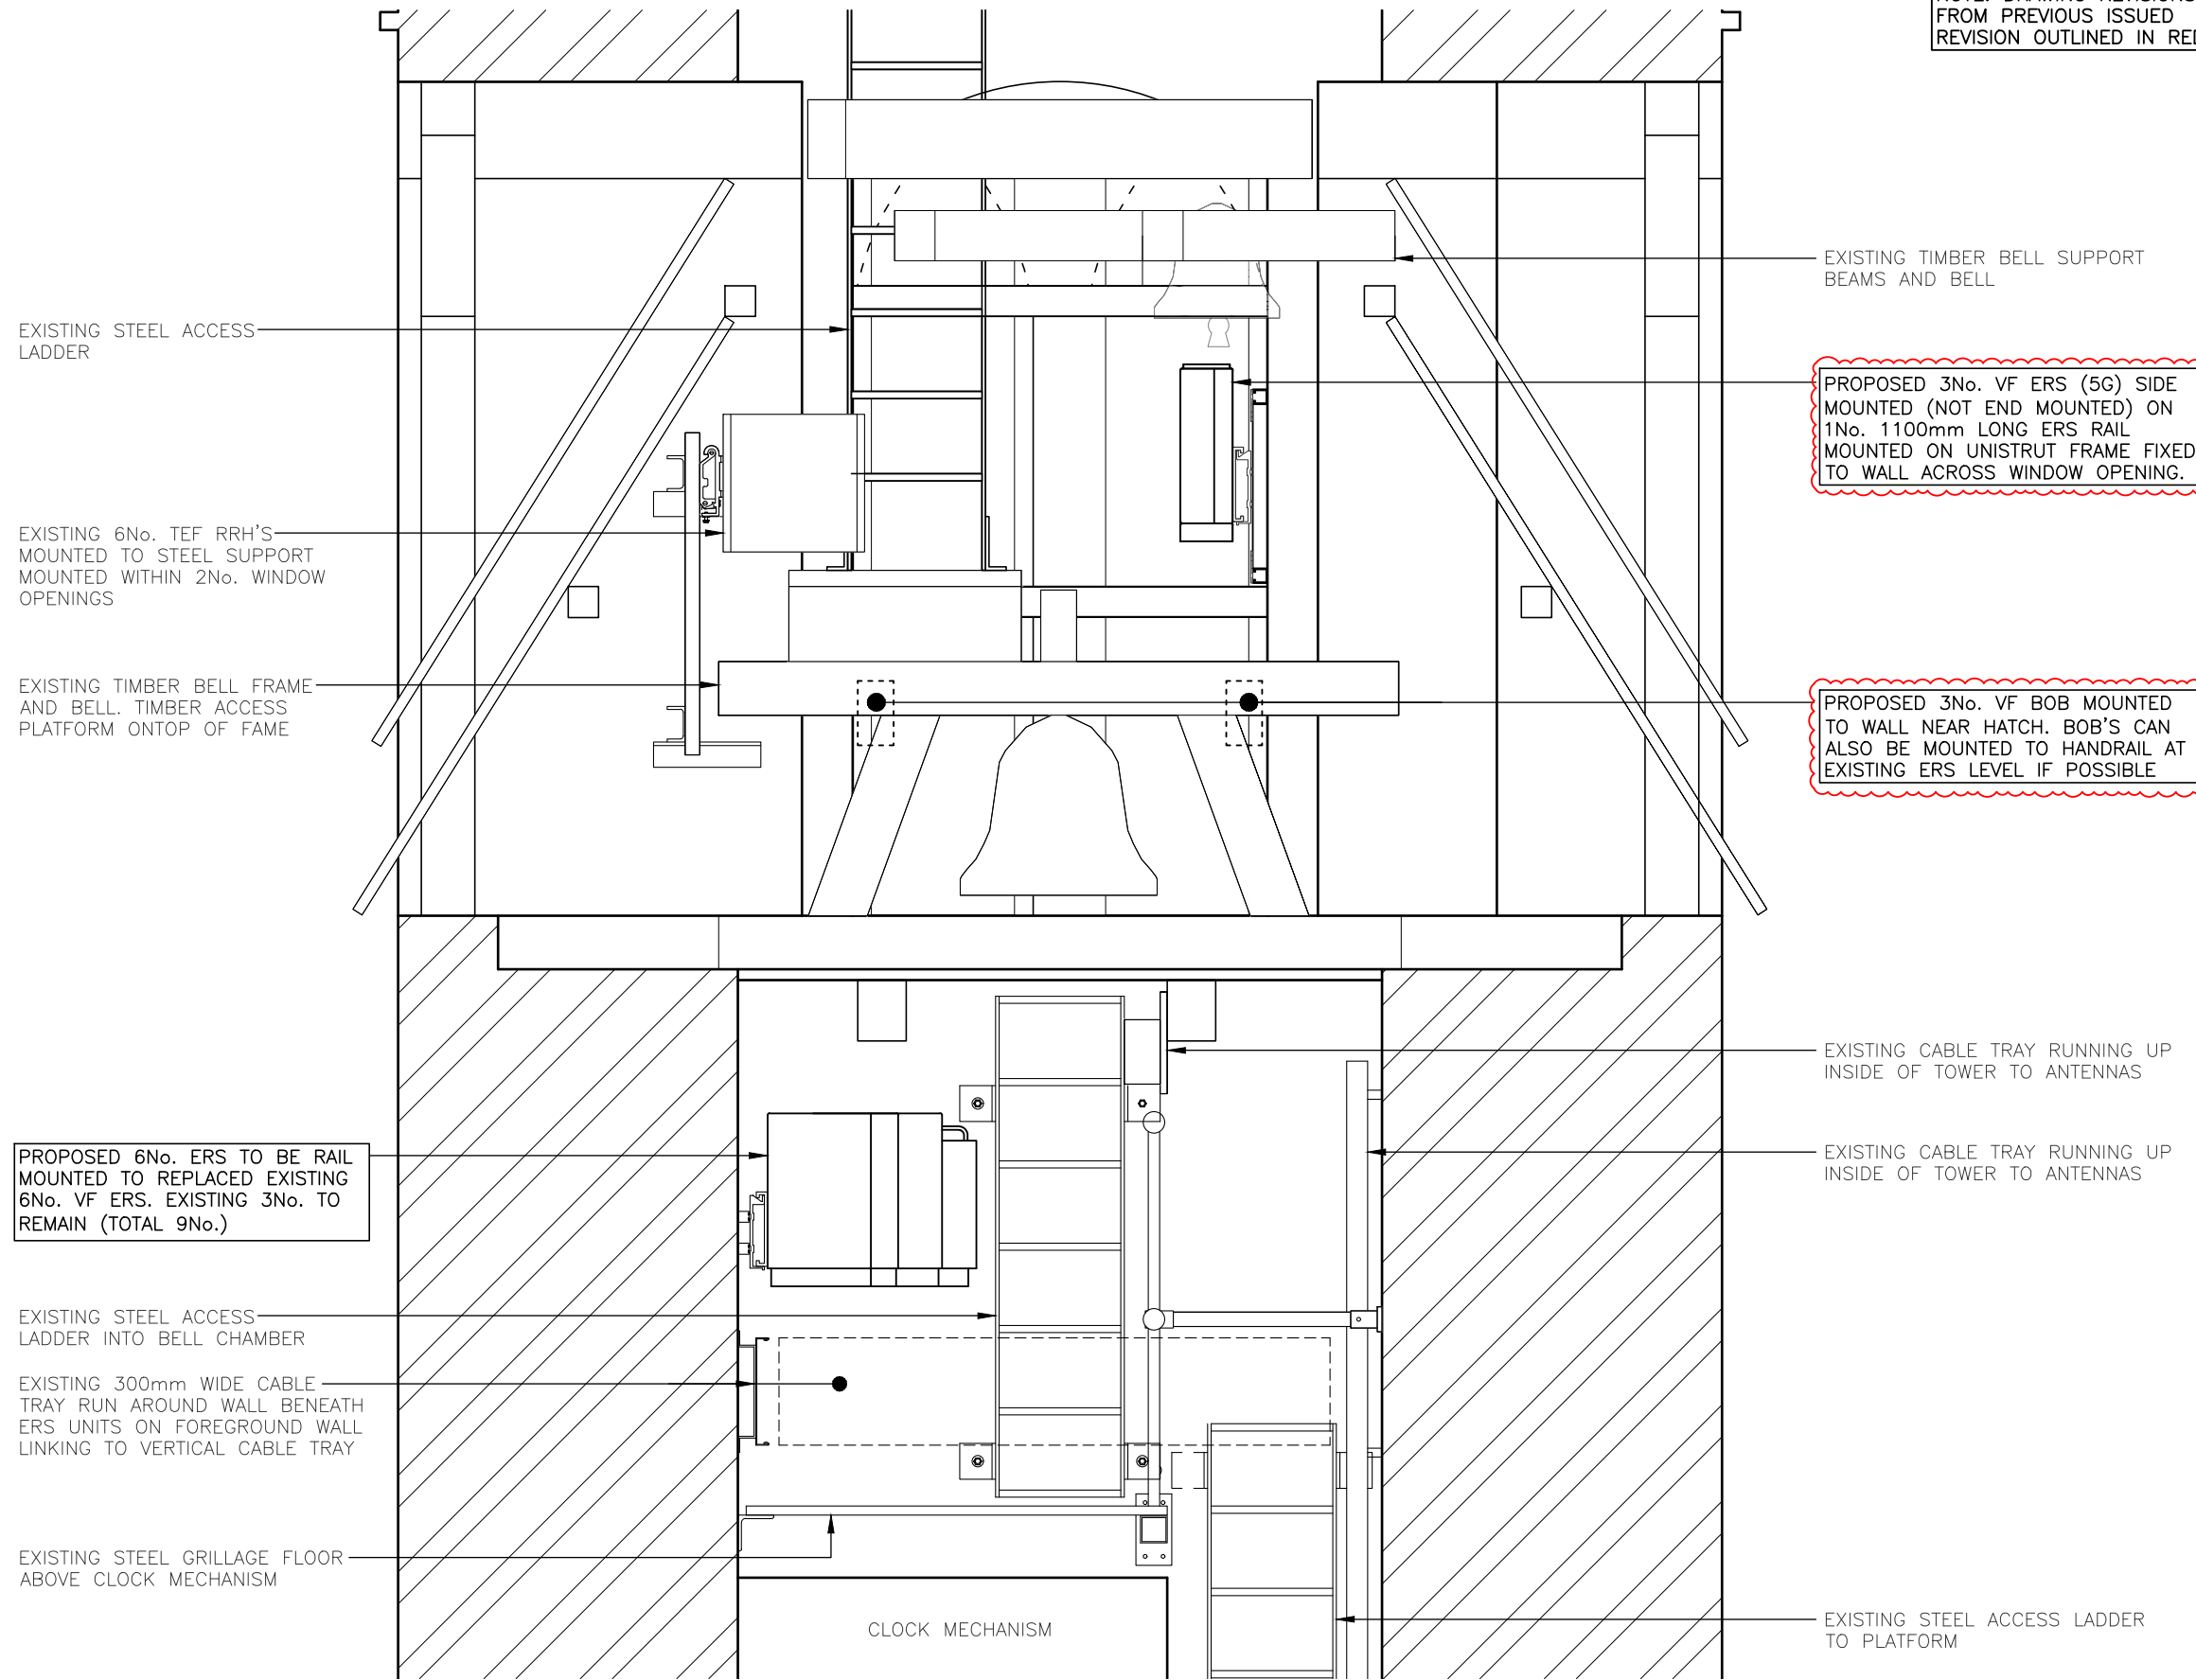 FROM PREVIOUS ISSUED
REVISION OUTLINED IN RED
EXISTING STEEL ACCESS
LADDER
EXISTING 6No. TEF RRH'S
MOUNTED TO STEEL SUPPORT
MOUNTED WITHIN 2No. WINDOW
OPENINGS
EXISTING TIMBER BELL FRAME
AND BELL. TIMBER ACCESS
PLATFORM ONTOP OF FAME
PROPOSED 6No. ERS TO BE RAIL
MOUNTED TO REPLACED EXISTING
6No. VF ERS. EXISTING 3No. TO
REMAIN (TOTAL 9No.)
EXISTING STEEL ACCESS
LADDER INTO BELL CHAMBER
EXISTING 300mm WIDE CABLE
TRAY RUN AROUND WALL BENEATH
ERS UNITS ON FOREGROUND WALL
LINKING TO VERTICAL CABLE TRAY
EXISTING STEEL GRILLAGE FLOOR
ABOVE CLOCK MECHANISM
CLOCK MECHANISM
EXISTING TIMBER BELL SUPPORT
BEAMS AND BELL
PROPOSED 3No. VF ERS (5G) SIDE
MOUNTED (NOT END MOUNTED) ON
1No. 1100mm LONG ERS RAIL
MOUNTED ON UNISTRUT FRAME FIXED
TO WALL ACROSS WINDOW OPENING.
PROPOSED 3No. VF BOB MOUNTED
TO WALL NEAR HATCH. BOB'S CAN
ALSO BE MOUNTED TO HANDRAIL AT
EXISTING ERS LEVEL IF POSSIBLE
EXISTING CABLE TRAY RUNNING UP
INSIDE OF TOWER TO ANTENNAS
EXISTING CABLE TRAY RUNNING UP
INSIDE OF TOWER TO ANTENNAS
EXISTING STEEL ACCESS LADDER
TO PLATFORM